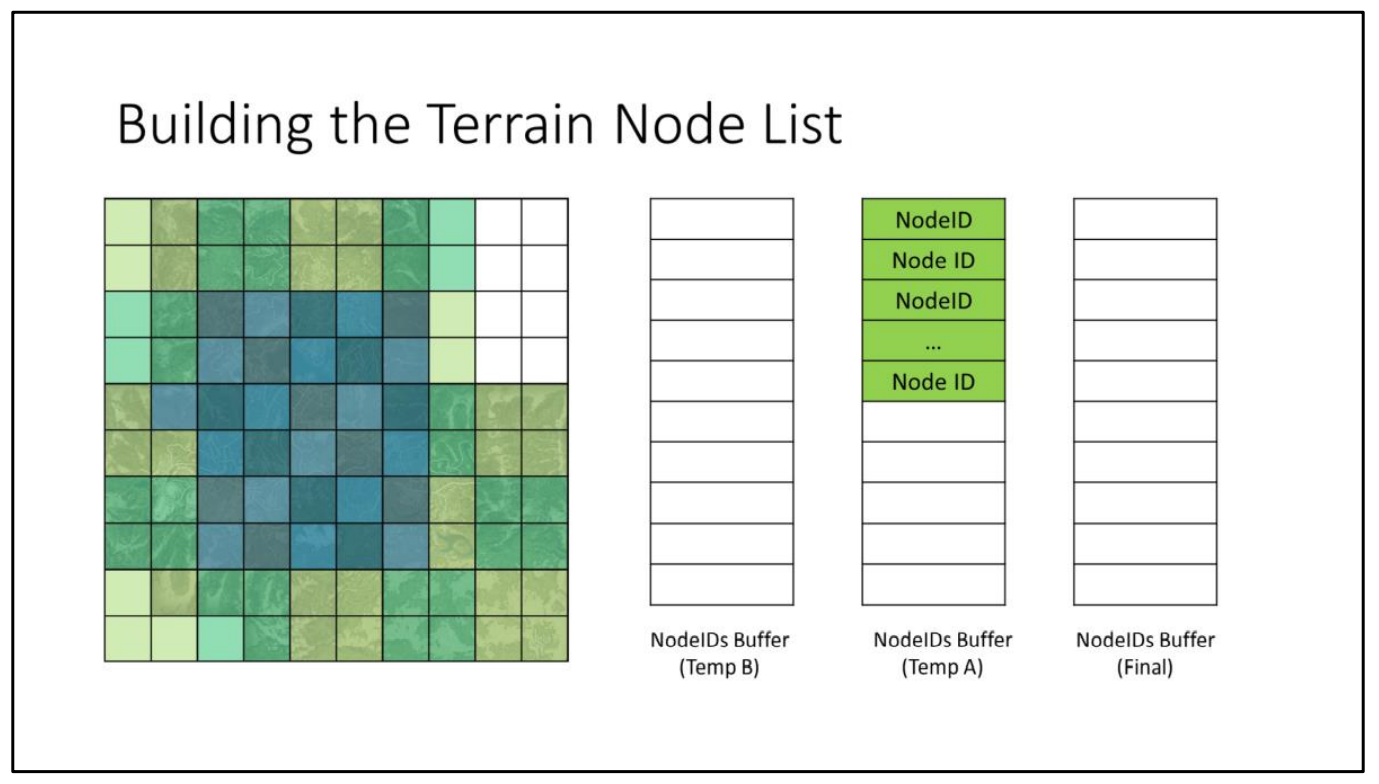 Building the Terrain Node List
NodeID
Node ID
NodeID
...
Node ID
NodeIDs Buffer
(Temp B)
NodeIDs Buffer
(Temp A)
NodeIDs Buffer
(Final)